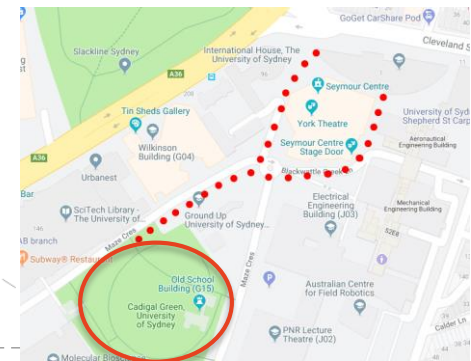 GoGet CarShare Pod
Slackline Sydney
International House, The
University of Sydney
Cleveland S
A36
Seymour Centre
Tin Sheds Gallery
York Theatre
University of Syd
Shepherd St Carp
Wilkinson
Building (G04)
Seymour Centre
Stage Door
Aeronautical
Engineering Building
A36
Urbanest
Blackwattle Creek Ln
Bar
Electrical
Engineering
Building (J03)
Mechanical
Engineering Building
SciTech Library -
The University of...
Ground Up
University of Sydney...
Maze Cres
AB branch
Subway® Restaurant
Maze Cres
Old School
Building (G15)
Cadigal Green,
University
of Sydney
Australian Centre
for Field Robotics
PNR Lecture
Theatre (J02)
Calder Ln